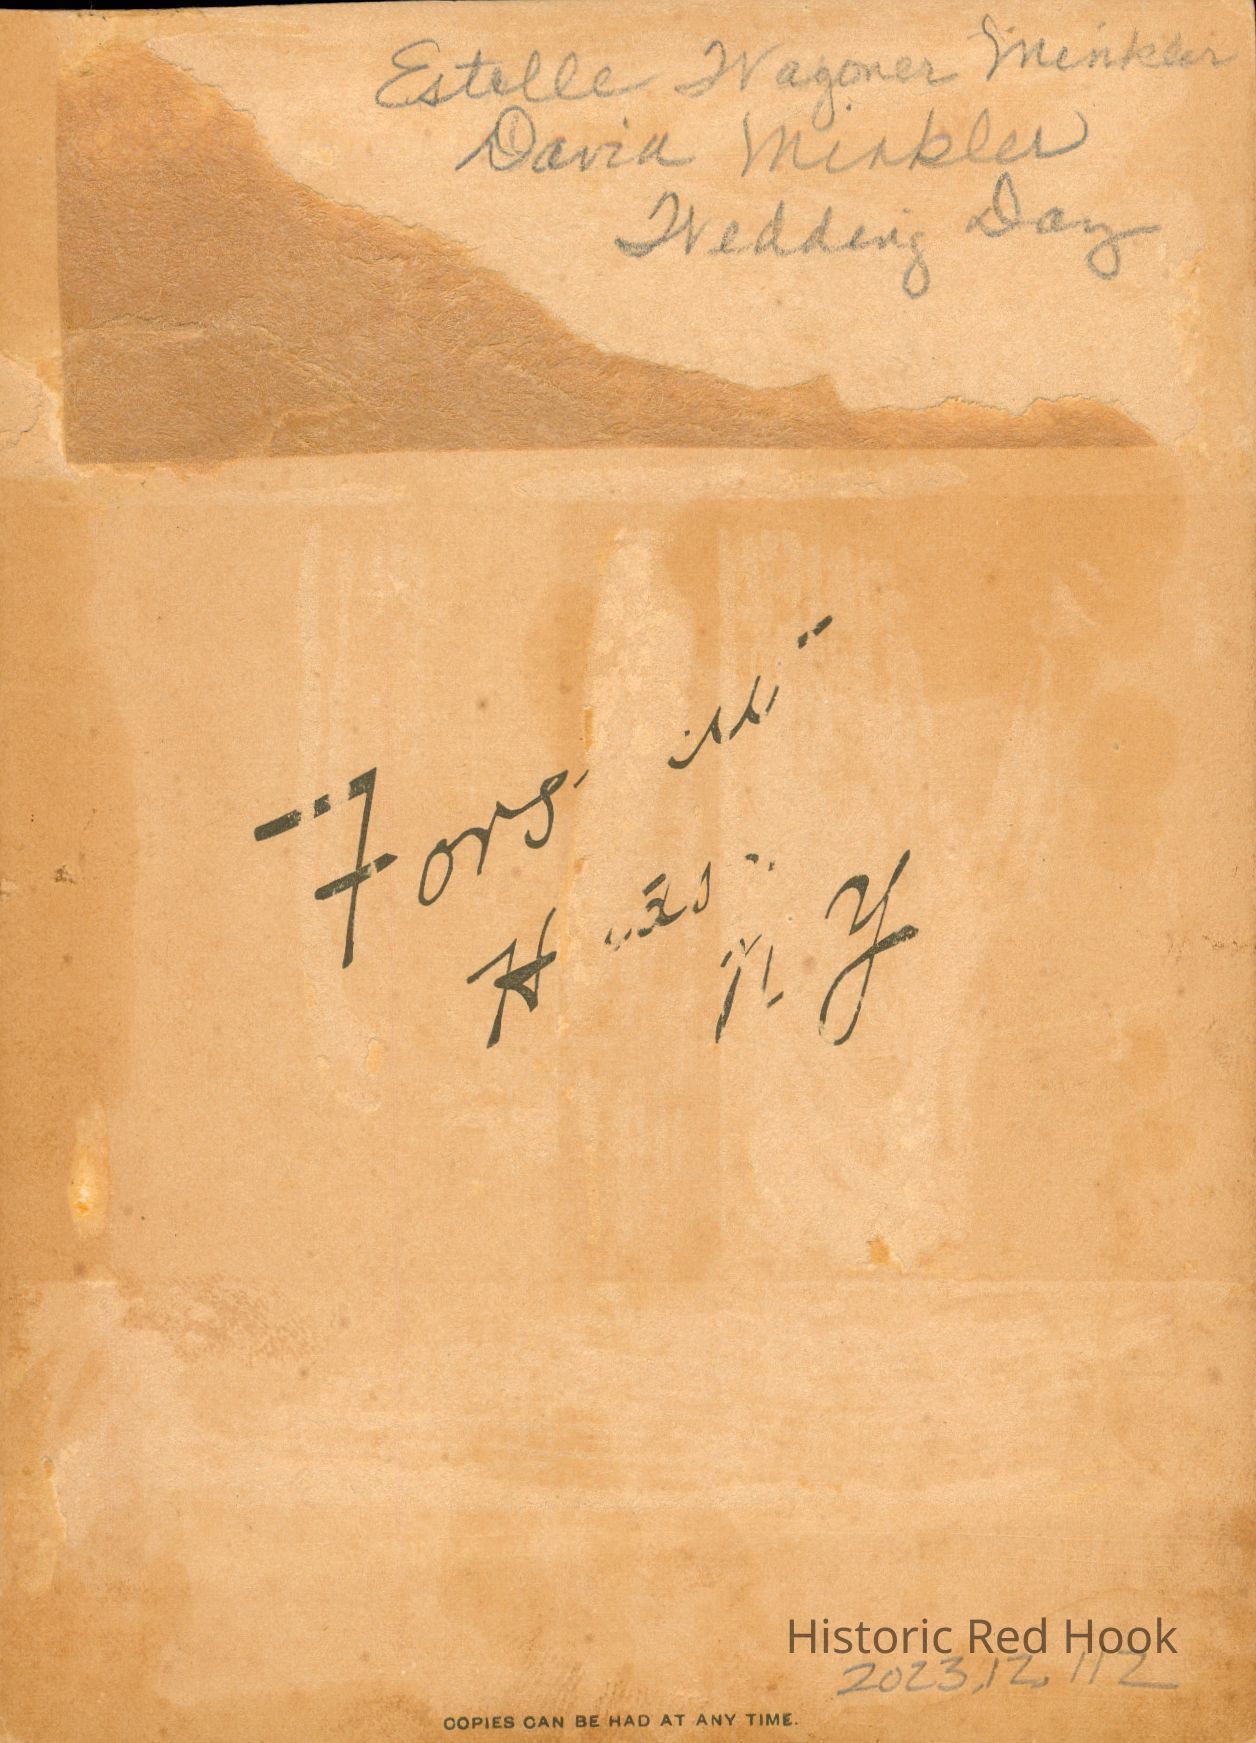 Estelle Wagoner Minkler
David Minkler
Wedding Day
N Y
Historic Red Hook
2023.12.112
COPIES CAN BE HAD AT ANY TIME.